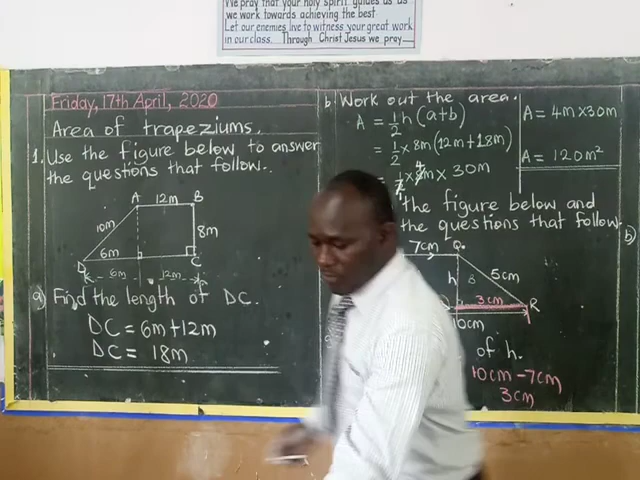 We pray that your holy spirit guides us as
we work towards achieving the best
Let our enemies live to witness your great work
in our class. Through Christ Jesus we pray
Friday, 17th April, 2020
Area of trapeziums.
1. Use the figure below to answer
the questions that follow.
A 12m B
10m
8m
6m
D C
6m 12m
a) Find the length of DC.
DC = 6m+12m
DC = 18m
b) Work out the area.
A = 1/2 h(a+b)
= 1/2 × 8m(12m+18m)
= 1/2 × 4m × 30m
A = 4m×30m
A = 120m²
the figure below and
the questions that follow.
7cm Q
h 5cm
3cm R
10cm
of h.
10cm - 7cm
3cm
b)